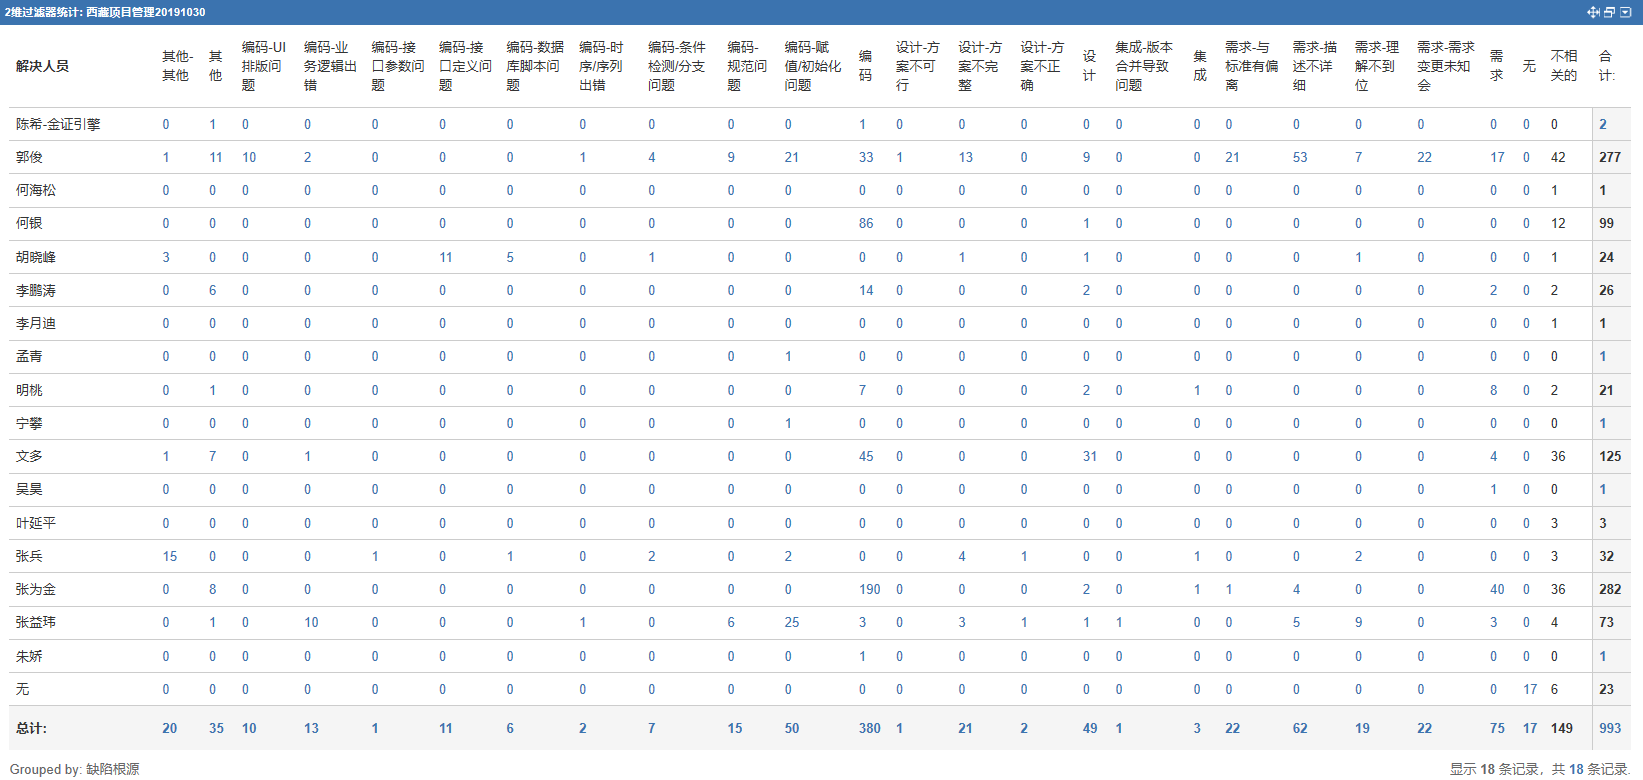 2维过滤器统计: 西藏项目管理20191030
解决人员 其他-其他 其他 编码-UI排版问题 编码-业务逻辑出错 编码-接口参数问题 编码-接口定义问题 编码-数据库脚本问题 编码-时序/序列出错 编码-条件检测/分支问题 编码-规范问题 编码-赋值/初始化问题 编码 设计-方案不可行 设计-方案不完整 设计-方案不正确 设计 集成-版本合并导致问题 集成 需求-与标准有偏离 需求-描述不详细 需求-理解不到位 需求-需求变更未知会 需求 无 不相关的 合计:
陈希-金证引擎 0 1 0 0 0 0 0 0 0 0 0 1 0 0 0 0 0 0 0 0 0 0 0 0 0 2
郭俊 1 11 10 2 0 0 0 1 4 9 21 33 1 13 0 9 0 0 21 53 7 22 17 0 42 277
何海松 0 0 0 0 0 0 0 0 0 0 0 0 0 0 0 0 0 0 0 0 0 0 0 0 1 1
何银 0 0 0 0 0 0 0 0 0 0 0 86 0 0 0 1 0 0 0 0 0 0 0 0 12 99
胡晓峰 3 0 0 0 0 11 5 0 1 0 0 0 0 1 0 1 0 0 0 0 1 0 0 0 1 24
李鹏涛 0 6 0 0 0 0 0 0 0 0 0 14 0 0 0 2 0 0 0 0 0 0 2 0 2 26
李月迪 0 0 0 0 0 0 0 0 0 0 0 0 0 0 0 0 0 0 0 0 0 0 0 0 1 1
孟青 0 0 0 0 0 0 0 0 0 0 1 0 0 0 0 0 0 0 0 0 0 0 0 0 0 1
明桃 0 1 0 0 0 0 0 0 0 0 0 7 0 0 0 2 0 1 0 0 0 0 8 0 2 21
宁攀 0 0 0 0 0 0 0 0 0 0 1 0 0 0 0 0 0 0 0 0 0 0 0 0 0 1
文多 1 7 0 1 0 0 0 0 0 0 0 45 0 0 0 31 0 0 0 0 0 0 4 0 36 125
吴昊 0 0 0 0 0 0 0 0 0 0 0 0 0 0 0 0 0 0 0 0 0 0 1 0 0 1
叶延平 0 0 0 0 0 0 0 0 0 0 0 0 0 0 0 0 0 0 0 0 0 0 0 0 3 3
张兵 15 0 0 0 1 0 1 0 2 0 2 0 0 4 1 0 0 1 0 0 2 0 0 0 3 32
张为金 0 8 0 0 0 0 0 0 0 0 0 190 0 0 0 2 0 1 1 4 0 0 40 0 36 282
张益玮 0 1 0 10 0 0 0 1 0 6 25 3 0 3 1 1 1 0 0 5 9 0 3 0 4 73
朱娇 0 0 0 0 0 0 0 0 0 0 0 1 0 0 0 0 0 0 0 0 0 0 0 0 0 1
无 0 0 0 0 0 0 0 0 0 0 0 0 0 0 0 0 0 0 0 0 0 0 0 17 6 23
总计: 20 35 10 13 1 11 6 2 7 15 50 380 1 21 2 49 1 3 22 62 19 22 75 17 149 993
Grouped by: 缺陷根源 显示 18 条记录，共 18 条记录.